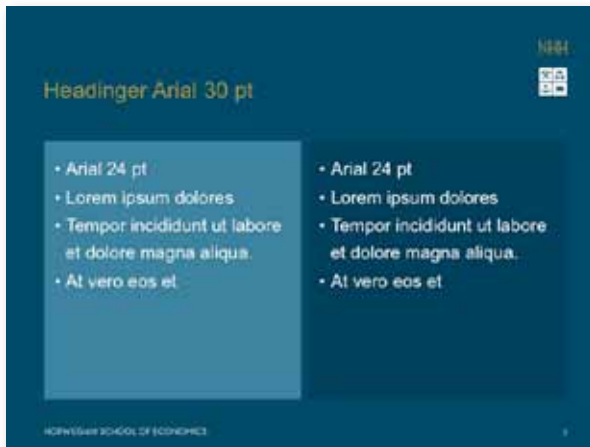 NHH
Headinger Arial 30 pt
• Arial 24 pt
• Lorem ipsum dolores
• Tempor incididunt ut labore
et dolore magna aliqua.
• At vero eos et
• Arial 24 pt
• Lorem ipsum dolores
• Tempor incididunt ut labore
et dolore magna aliqua.
• At vero eos et
NORWEGIAN SCHOOL OF ECONOMICS